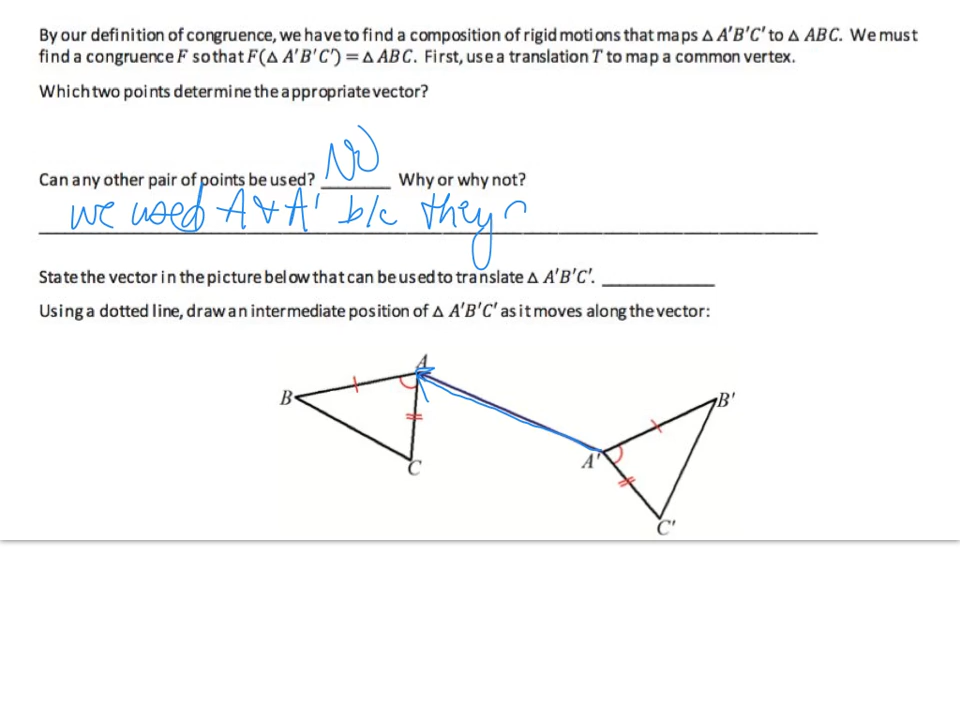 By our definition of congruence, we have to find a composition of rigid motions that maps △ A'B'C' to △ ABC. We must
find a congruence F so that F(△ A'B'C') = △ ABC. First, use a translation T to map a common vertex.
Which two points determine the appropriate vector?
Can any other pair of points be used? NO Why or why not?
we used A & A' b/c they
State the vector in the picture below that can be used to translate △ A'B'C'.
Using a dotted line, draw an intermediate position of △ A'B'C' as it moves along the vector:
A
B
B'
A'
C
C'